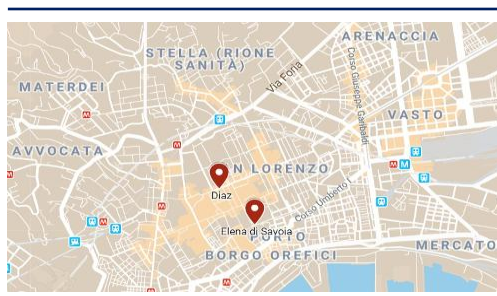 ARENACCIA
STELLA (RIONE
SANITÀ)
Via Foria
Corso Giuseppe Garibaldi
MATERDEI
VASTO
AVVOCATA
M
M
M
M
M
N LORENZO
Diaz
Corso Umberto I
Elena di Savoia
PORTO
MERCATO
BORGO OREFICI
M